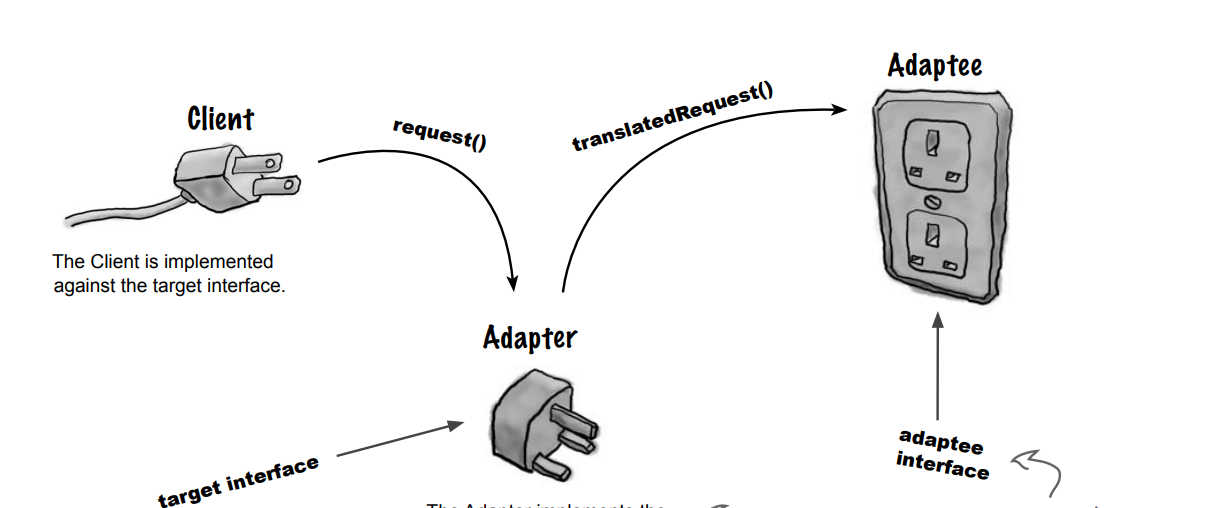 Adaptee
Client
request()
translatedRequest()
The Client is implemented
against the target interface.
Adapter
target interface
adaptee
interface
The Adapter implements the